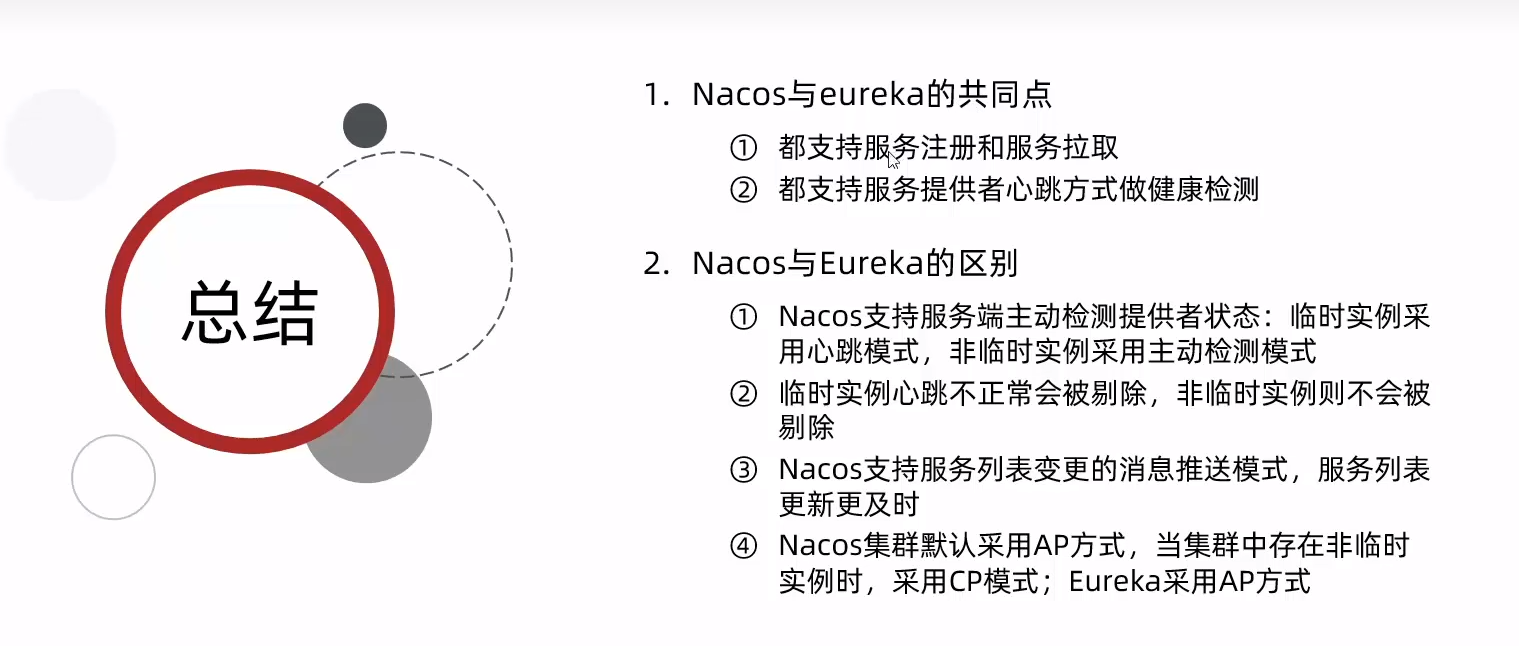 总结
1. Nacos与eureka的共同点
① 都支持服务注册和服务拉取
② 都支持服务提供者心跳方式做健康检测
2. Nacos与Eureka的区别
① Nacos支持服务端主动检测提供者状态：临时实例采
用心跳模式，非临时实例采用主动检测模式
② 临时实例心跳不正常会被剔除，非临时实例则不会被
剔除
③ Nacos支持服务列表变更的消息推送模式，服务列表
更新更及时
④ Nacos集群默认采用AP方式，当集群中存在非临时
实例时，采用CP模式；Eureka采用AP方式